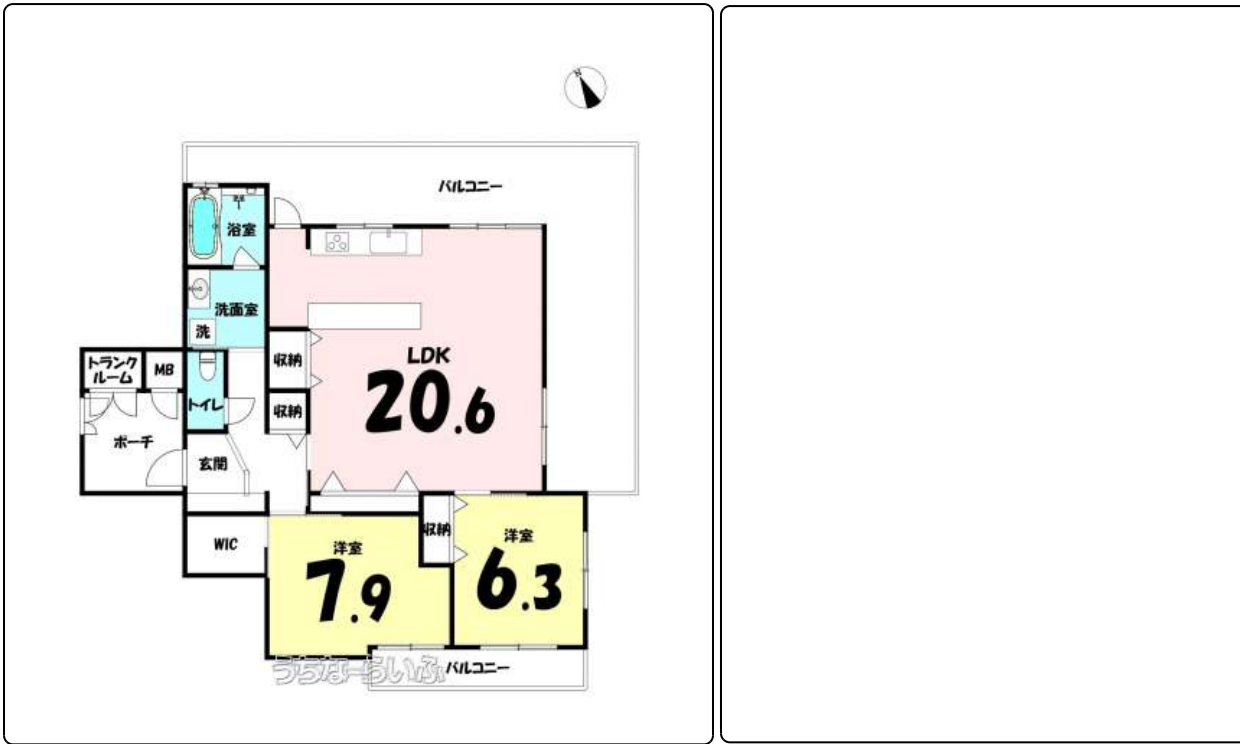 N
バルコニー
浴室
洗面室
洗
トランク
ルーム
MB
トイレ
収納
LDK
20.6
収納
ポーチ
玄関
WIC
洋室
7.9
収納
洋室
6.3
バルコニー
うちなーらいふ